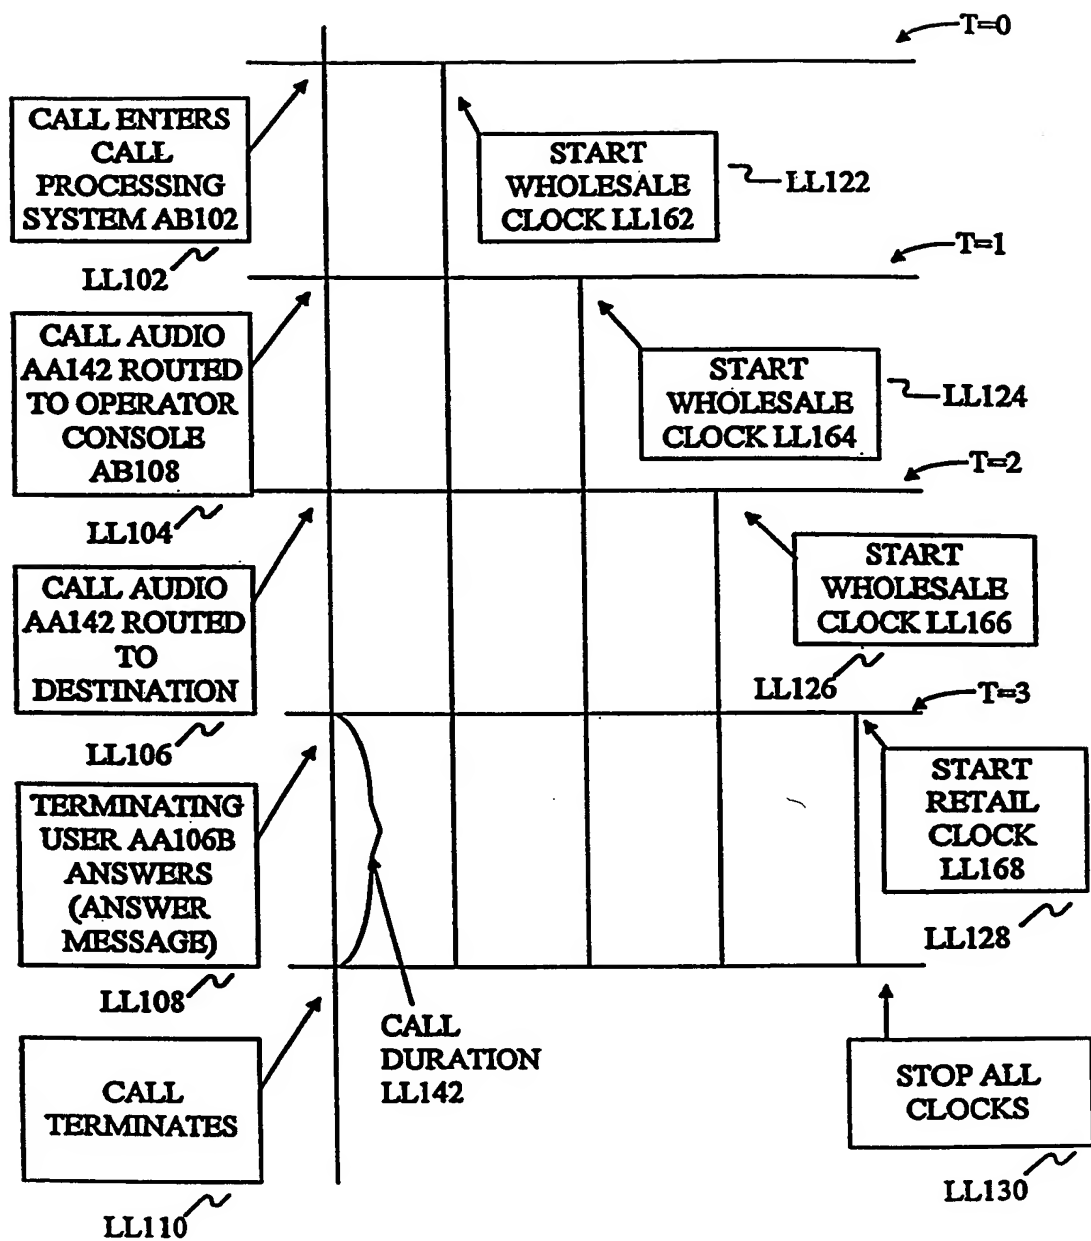 T=0
CALL ENTERS
CALL
PROCESSING
SYSTEM AB102
LL102
START
WHOLESALE
CLOCK LL162
LL122
T=1
CALL AUDIO
AA142 ROUTED
TO OPERATOR
CONSOLE
AB108
LL104
START
WHOLESALE
CLOCK LL164
LL124
T=2
CALL AUDIO
AA142 ROUTED
TO
DESTINATION
LL106
START
WHOLESALE
CLOCK LL166
LL126
T=3
TERMINATING
USER AA106B
ANSWERS
(ANSWER
MESSAGE)
LL108
START
RETAIL
CLOCK
LL168
LL128
CALL
DURATION
LL142
CALL
TERMINATES
LL110
STOP ALL
CLOCKS
LL130